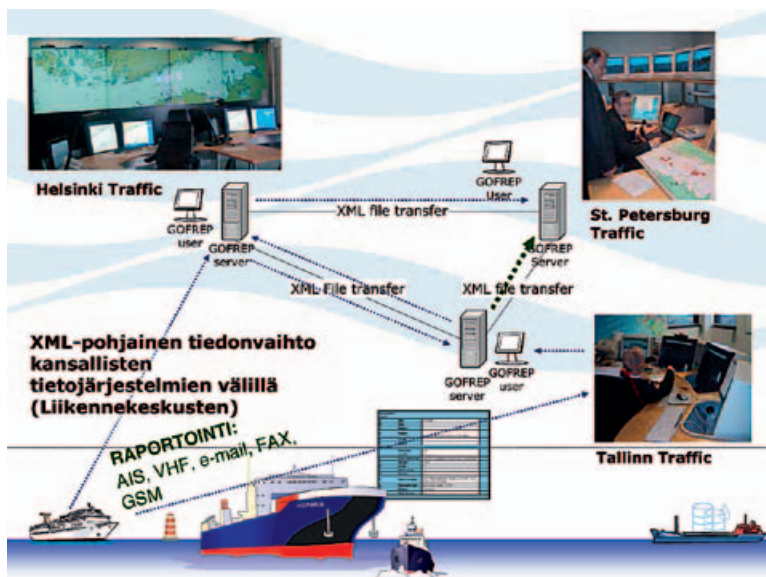 Helsinki Traffic
GOFREP
user
GOFREP
server
XML file transfer
GOFREP
User
GOFREP
Server
St. Petersburg
Traffic
XML File transfer
XML file transfer
GOFREP
server
GOFREP
user
XML-pohjainen tiedonvaihto
kansallisten
tietojärjestelmien välillä
(Liikennekeskusten)
RAPORTOINTI:
AIS, VHF, e-mail, FAX,
GSM
Tallinn Traffic